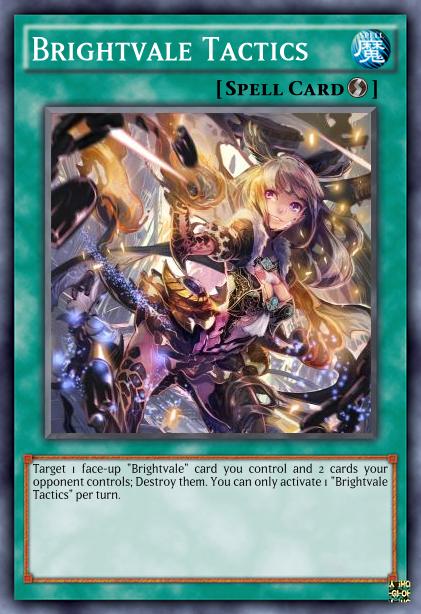 Brightvale Tactics
SPELL
魔
[Spell Card]
Target 1 face-up "Brightvale" card you control and 2 cards your
opponent controls; Destroy them. You can only activate 1 "Brightvale
Tactics" per turn.